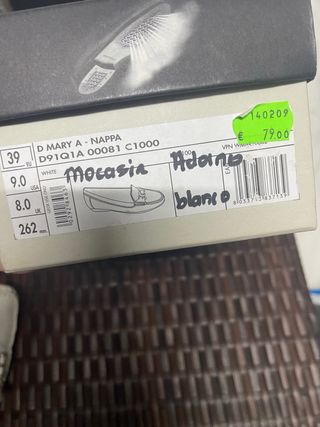 140209
€ 79.00
39 EU
9.0 USA
8.0 UK
262 mm.
D MARY A - NAPPA
D91Q1A 00081 C1000
WHITE
Mocasin Adorno
blanco